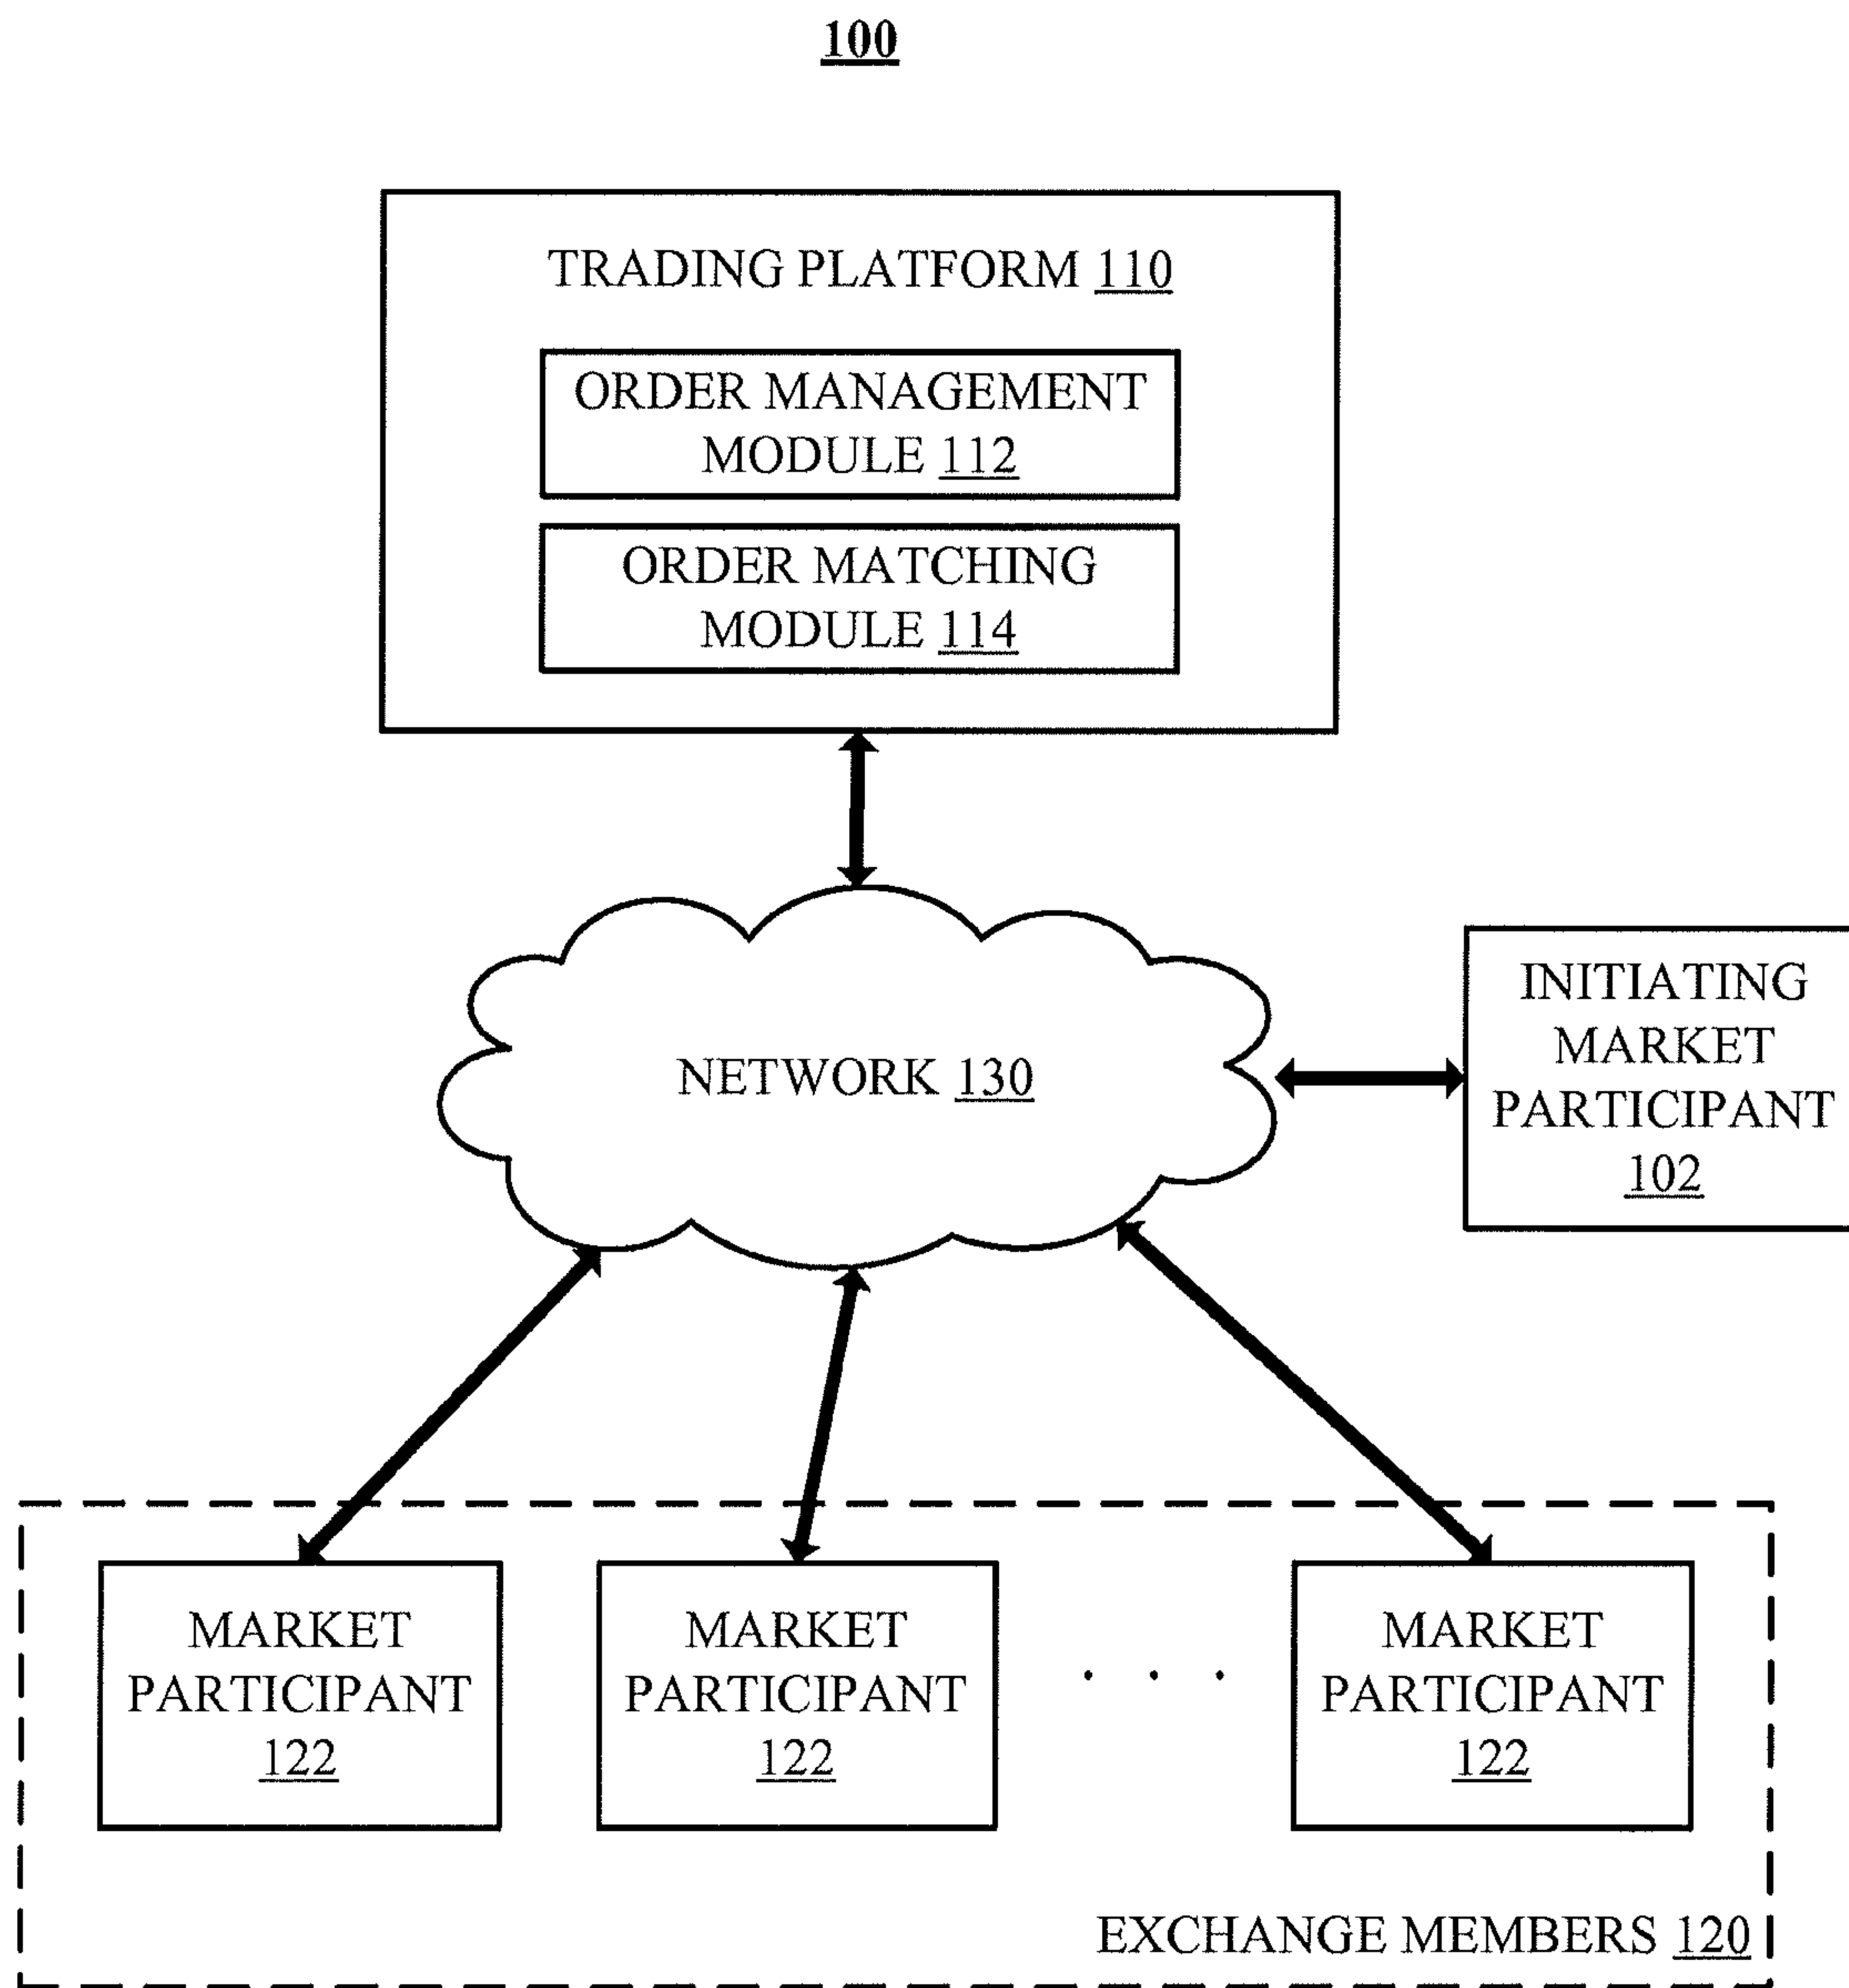 100
TRADING PLATFORM 110
ORDER MANAGEMENT
MODULE 112
ORDER MATCHING
MODULE 114
NETWORK 130
INITIATING
MARKET
PARTICIPANT
102
MARKET
PARTICIPANT
122
MARKET
PARTICIPANT
122
. . .
MARKET
PARTICIPANT
122
EXCHANGE MEMBERS 120